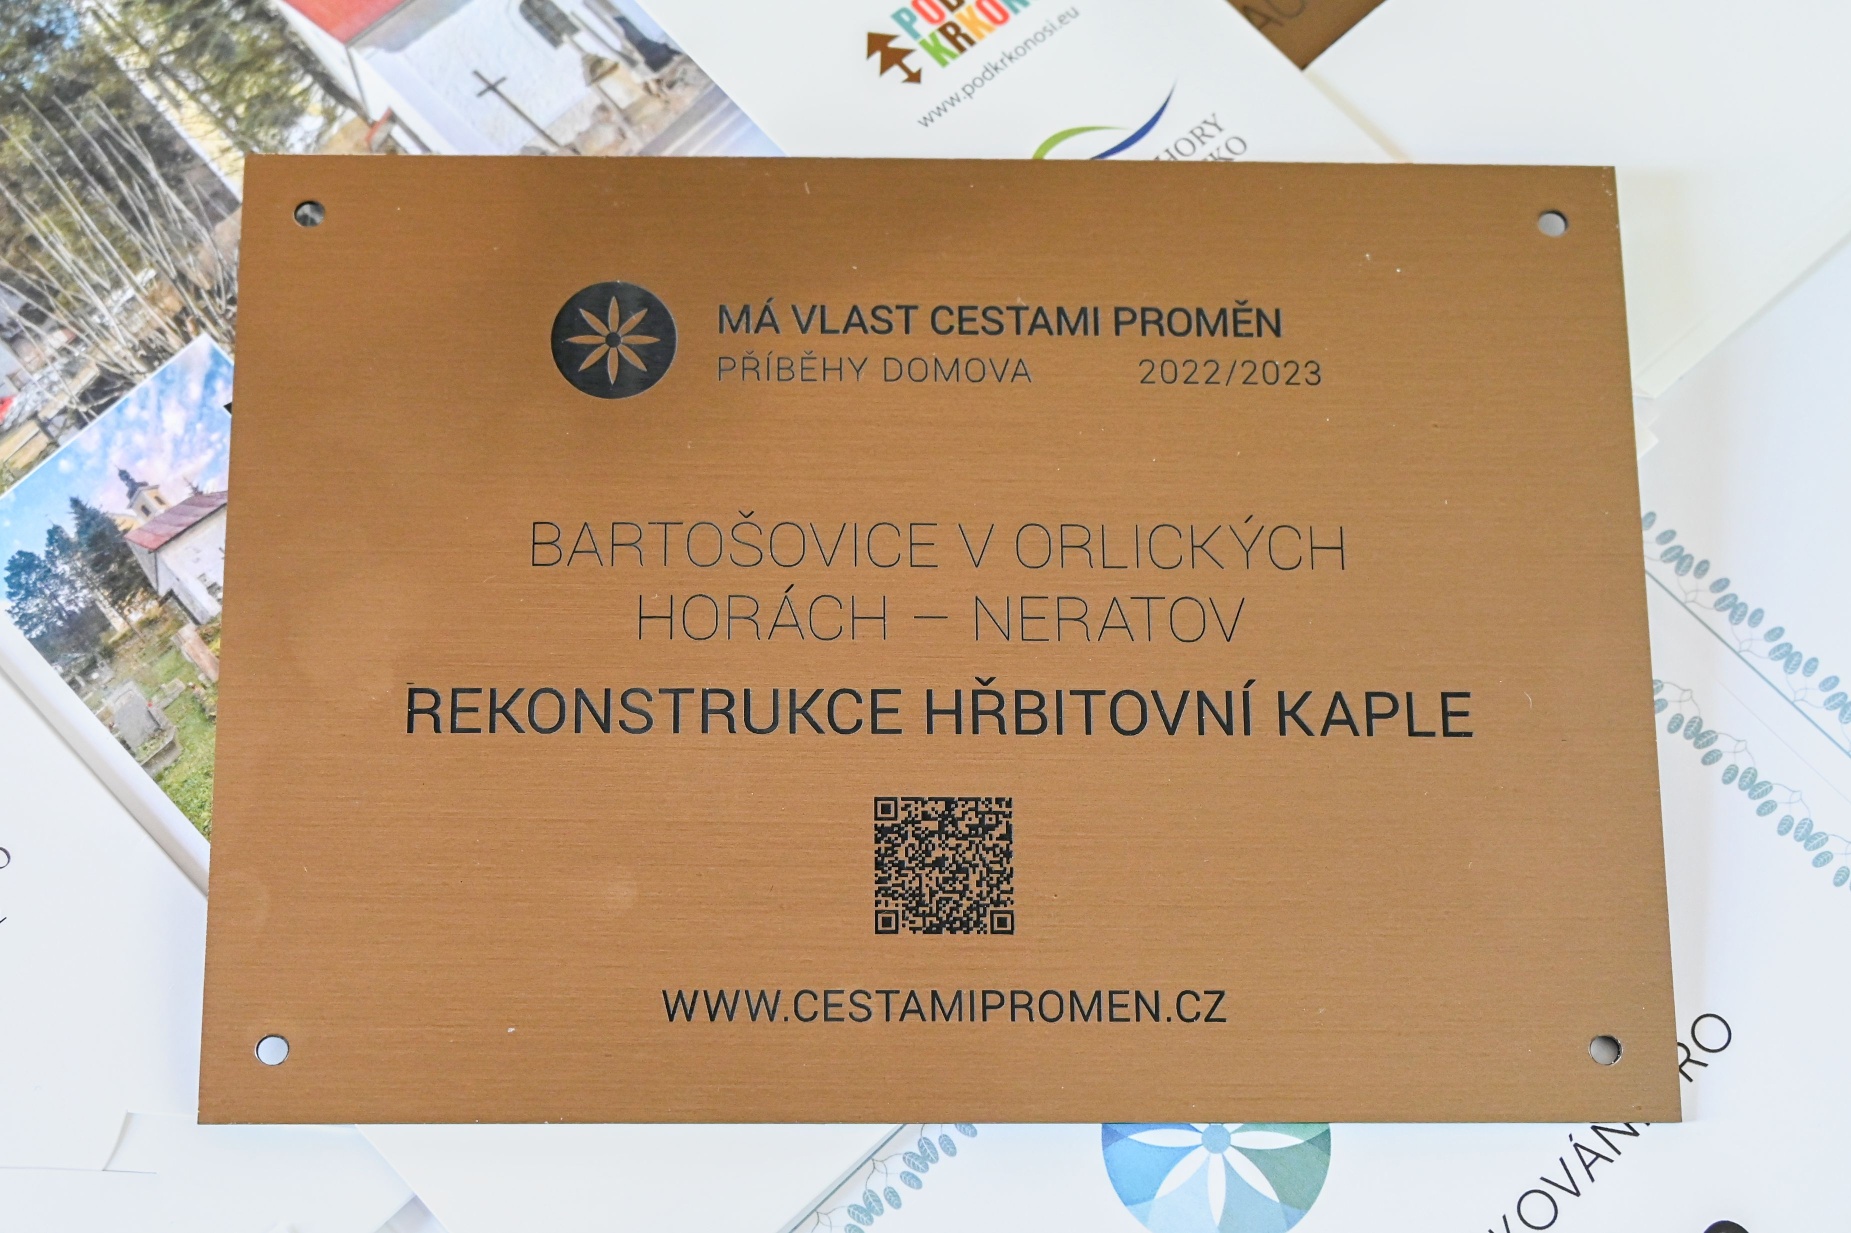 www.podkrkonosi.eu
MÁ VLAST CESTAMI PROMĚN
PŘÍBĚHY DOMOVA 2022/2023
BARTOŠOVICE V ORLICKÝCH
HORÁCH – NERATOV
REKONSTRUKCE HŘBITOVNÍ KAPLE
WWW.CESTAMIPROMEN.CZ